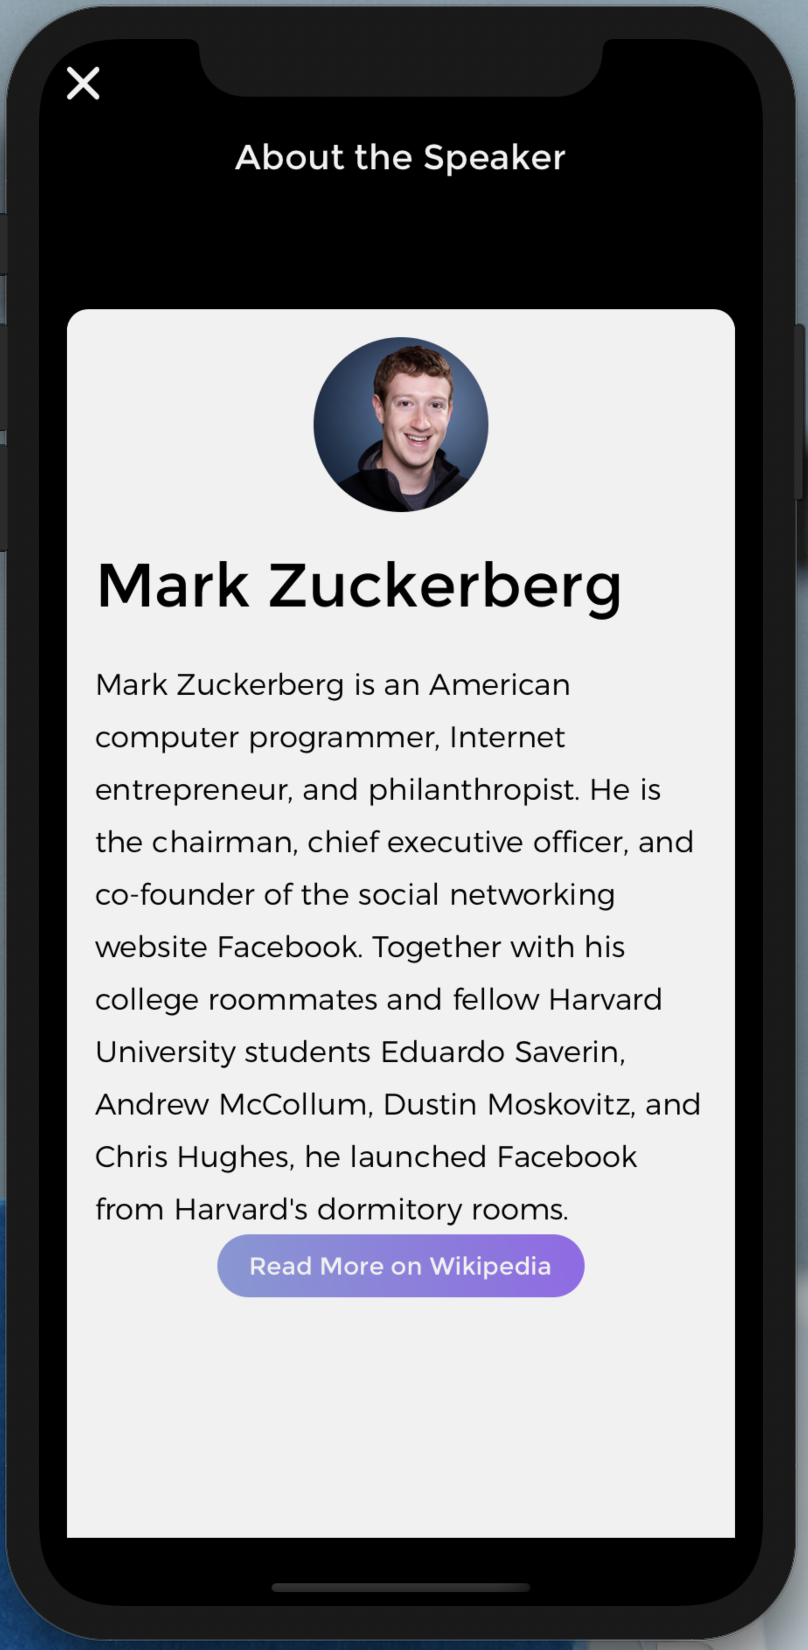 About the Speaker
Mark Zuckerberg
Mark Zuckerberg is an American
computer programmer, Internet
entrepreneur, and philanthropist. He is
the chairman, chief executive officer, and
co-founder of the social networking
website Facebook. Together with his
college roommates and fellow Harvard
University students Eduardo Saverin,
Andrew McCollum, Dustin Moskovitz, and
Chris Hughes, he launched Facebook
from Harvard's dormitory rooms.
Read More on Wikipedia